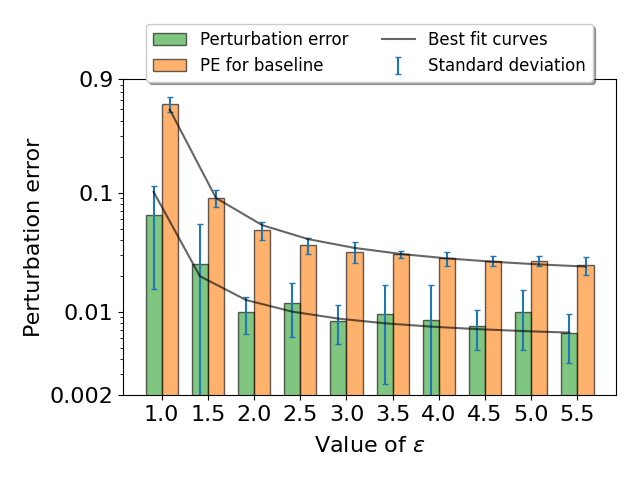 Perturbation error
Best fit curves
PE for baseline
Standard deviation
Perturbation error
0.9
0.1
0.01
0.002
1.0 1.5 2.0 2.5 3.0 3.5 4.0 4.5 5.0 5.5
Value of ε